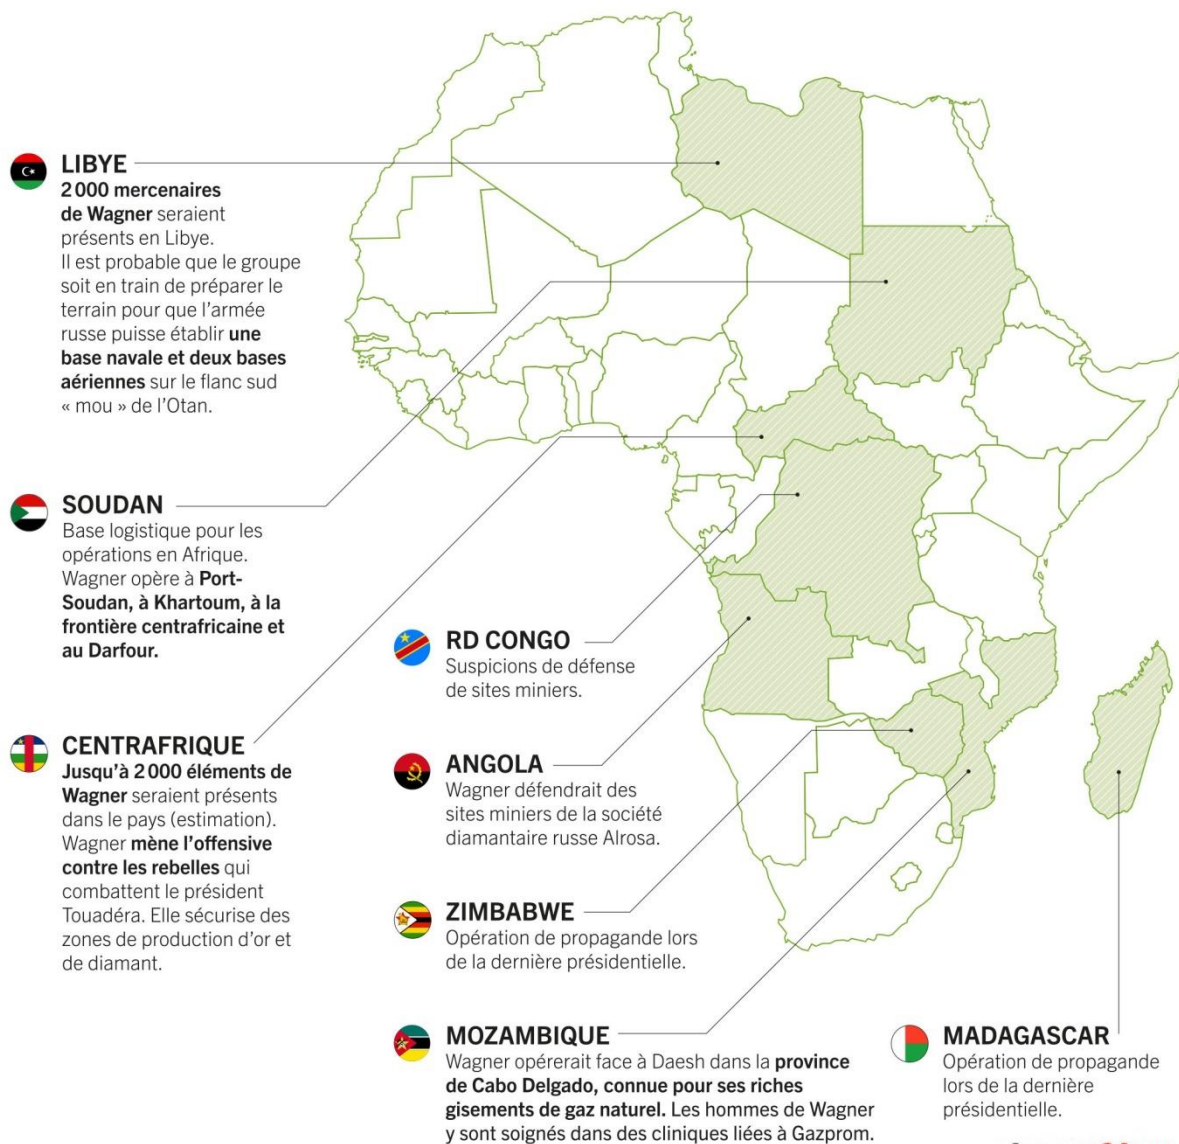 LIBYE
2 000 mercenaires
de Wagner seraient
présents en Libye.
Il est probable que le groupe
soit en train de préparer le
terrain pour que l’armée
russe puisse établir une
base navale et deux bases
aériennes sur le flanc sud
« mou » de l’Otan.
SOUDAN
Base logistique pour les
opérations en Afrique.
Wagner opère à Port-
Soudan, à Khartoum, à la
frontière centrafricaine et
au Darfour.
CENTRAFRIQUE
Jusqu’à 2 000 éléments de
Wagner seraient présents
dans le pays (estimation).
Wagner mène l’offensive
contre les rebelles qui
combattent le président
Touadéra. Elle sécurise des
zones de production d’or et
de diamant.
RD CONGO
Suspicions de défense
de sites miniers.
ANGOLA
Wagner défendrait des
sites miniers de la société
diamantaire russe Alrosa.
ZIMBABWE
Opération de propagande lors
de la dernière présidentielle.
MOZAMBIQUE
Wagner opérerait face à Daesh dans la province
de Cabo Delgado, connue pour ses riches
gisements de gaz naturel. Les hommes de Wagner
y sont soignés dans des cliniques liées à Gazprom.
MADAGASCAR
Opération de propagande
lors de la dernière
présidentielle.